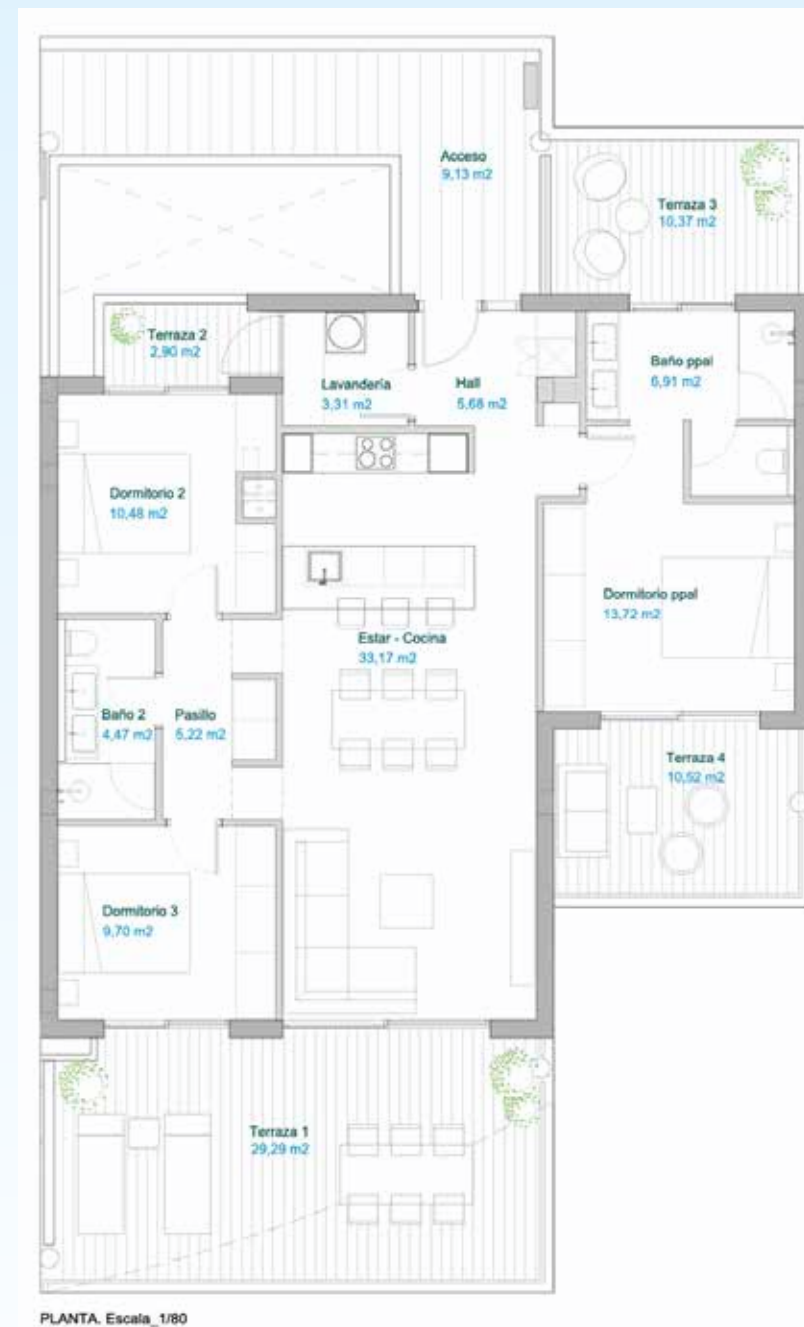 Acceso
9,13 m2
Terraza 3
10,37 m2
Terraza 2
2,90 m2
Lavandería
3,31 m2
Hall
5,68 m2
Baño ppal
6,91 m2
Dormitorio 2
10,48 m2
Dormitorio ppal
13,72 m2
Estar - Cocina
33,17 m2
Baño 2
4,47 m2
Pasillo
5,22 m2
Terraza 4
10,52 m2
Dormitorio 3
9,70 m2
Terraza 1
29,29 m2
PLANTA. Escala_1/80